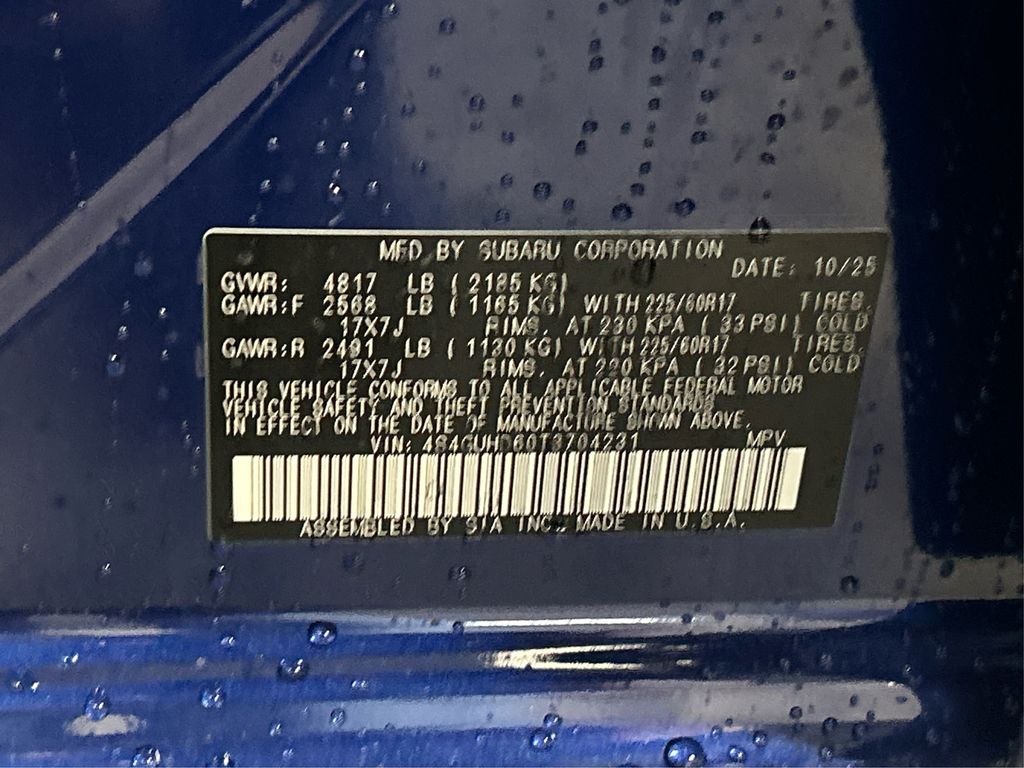 MFD BY SUBARU CORPORATION
DATE: 10/25
GVWR: 4817 LB ( 2185 KG)
GAWR:F 2568 LB ( 1165 KG) WITH 225/60R17 TIRES,
17X7J RIMS, AT 230 KPA ( 33 PSI) COLD
GAWR:R 2491 LB ( 1130 KG) WITH 225/60R17 TIRES,
17X7J RIMS, AT 220 KPA ( 32 PSI) COLD
THIS VEHICLE CONFORMS TO ALL APPLICABLE FEDERAL MOTOR
VEHICLE SAFETY AND THEFT PREVENTION STANDARDS
IN EFFECT ON THE DATE OF MANUFACTURE SHOWN ABOVE.
VIN: MPV
ASSEMBLED BY SIA INC., MADE IN U.S.A.